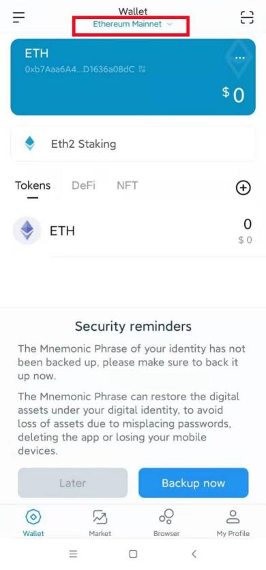 Wallet
Ethereum Mainnet
ETH
0xb7Aaa6A4...D1636a08dC
$ 0
Eth2 Staking
Tokens DeFi NFT
ETH 0
$ 0
Security reminders
The Mnemonic Phrase of your identity has not
been backed up, please make sure to back it
up now.
The Mnemonic Phrase can restore the digital
assets under your digital identity, to avoid
loss of assets due to misplacing passwords,
deleting the app or losing your mobile
devices.
Later Backup now
Wallet Market Browser My Profile